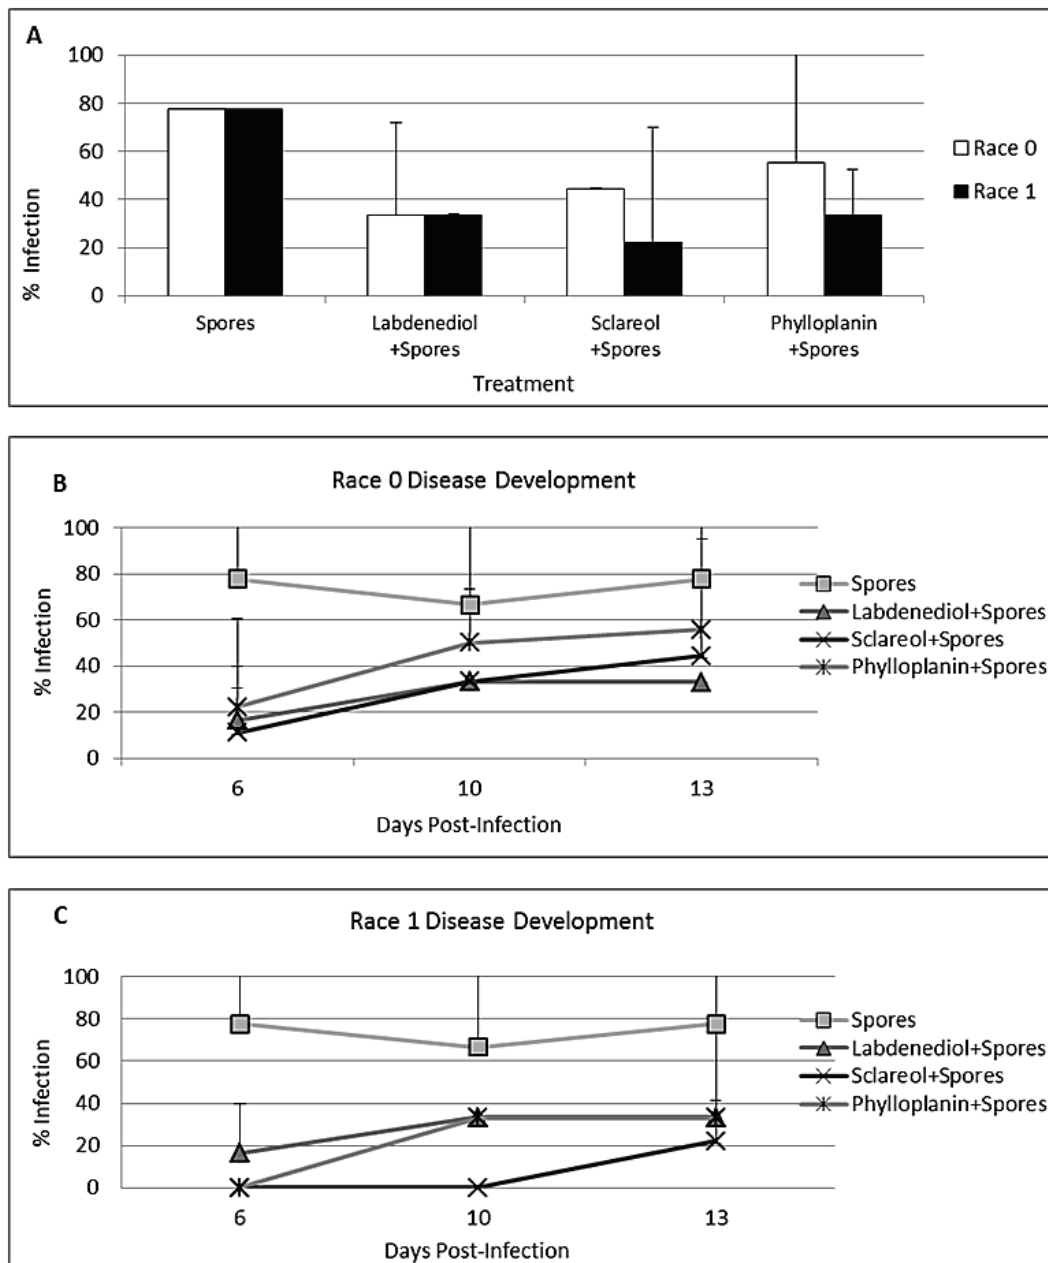 A
100
80
60
40
20
0
% Infection
Spores
Labdenediol
+Spores
Sclareol
+Spores
Phylloplanin
+Spores
Treatment
Race 0
Race 1
B
Race 0 Disease Development
100
80
60
40
20
0
% Infection
6
10
13
Days Post-Infection
Spores
Labdenediol+Spores
Sclareol+Spores
Phylloplanin+Spores
C
Race 1 Disease Development
100
80
60
40
20
0
% Infection
6
10
13
Days Post-Infection
Spores
Labdenediol+Spores
Sclareol+Spores
Phylloplanin+Spores